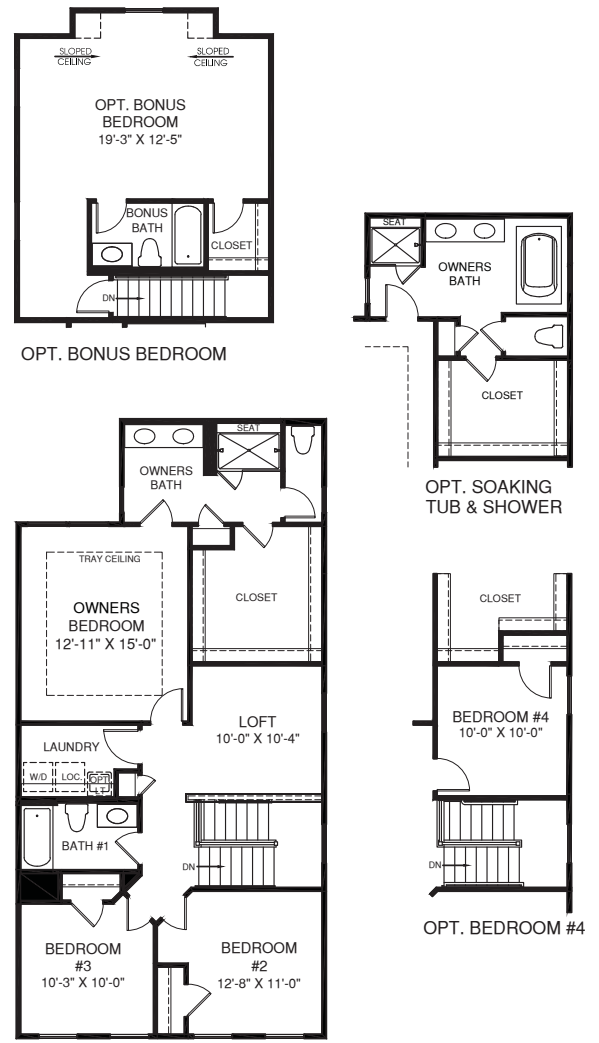 SLOPED
CEILING
SLOPED
CEILING
OPT. BONUS
BEDROOM
19'-3" X 12'-5"
BONUS
BATH
CLOSET
DN
OPT. BONUS BEDROOM
SEAT
OWNERS
BATH
CLOSET
OPT. SOAKING
TUB & SHOWER
SEAT
OWNERS
BATH
TRAY CEILING
OWNERS
BEDROOM
12'-11" X 15'-0"
CLOSET
LOFT
10'-0" X 10'-4"
LAUNDRY
W/D
LOC.
OPT
LT
BATH #1
DN
BEDROOM
#3
10'-3" X 10'-0"
BEDROOM
#2
12'-8" X 11'-0"
CLOSET
BEDROOM #4
10'-0" X 10'-0"
DN
OPT. BEDROOM #4